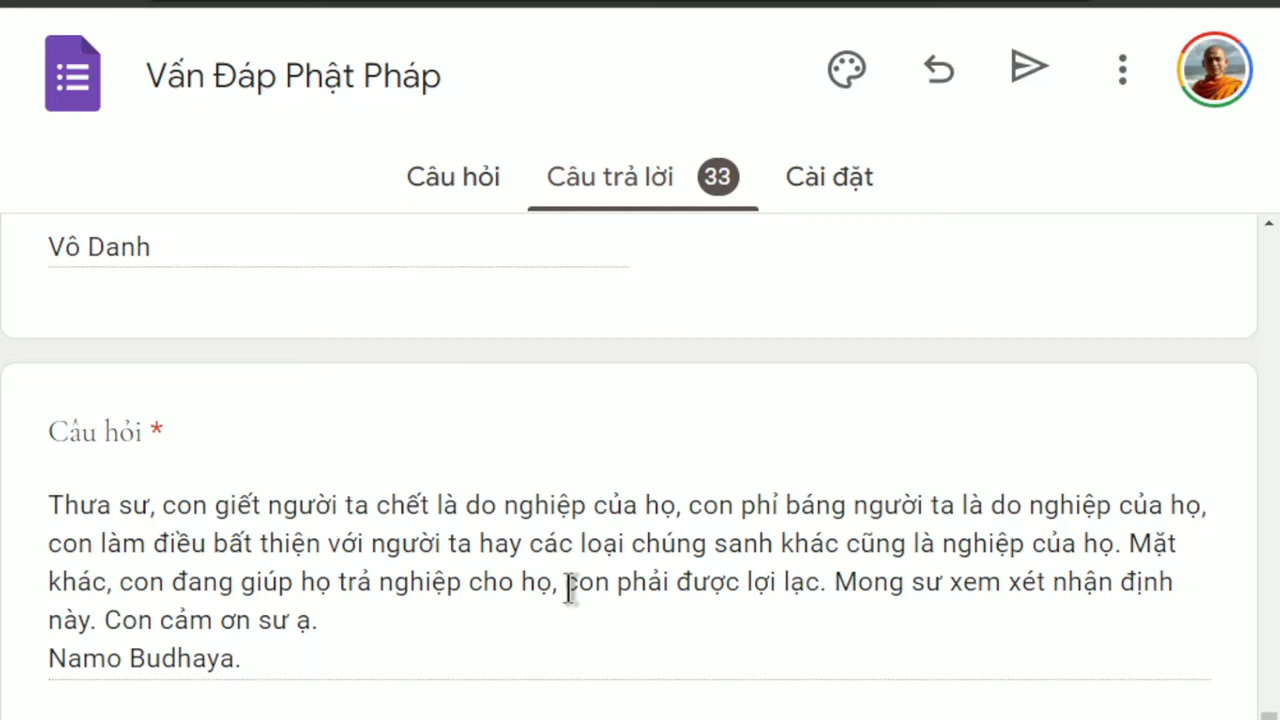 Vấn Đáp Phật Pháp
Câu hỏi
Câu trả lời 33
Cài đặt
Vô Danh
Câu hỏi *
Thưa sư, con giết người ta chết là do nghiệp của họ, con phỉ báng người ta là do nghiệp của họ,
con làm điều bất thiện với người ta hay các loại chúng sanh khác cũng là nghiệp của họ. Mặt
khác, con đang giúp họ trả nghiệp cho họ, con phải được lợi lạc. Mong sư xem xét nhận định
này. Con cảm ơn sư ạ.
Namo Budhaya.